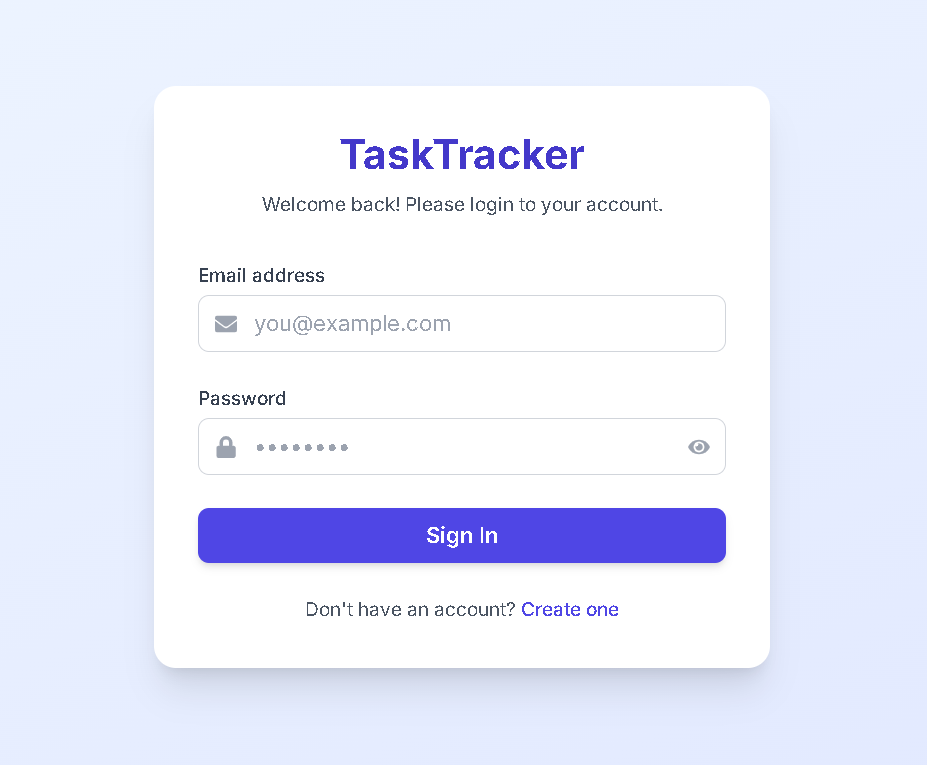 TaskTracker
Welcome back! Please login to your account.
Email address
you@example.com
Password
••••••••
Sign In
Don't have an account? Create one